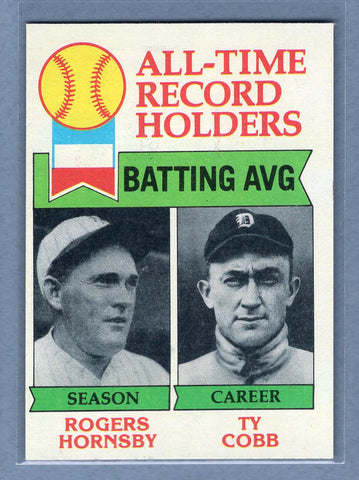 ALL-TIME
RECORD
HOLDERS
BATTING AVG
D
SEASON
CAREER
ROGERS
HORNSBY
TY
COBB